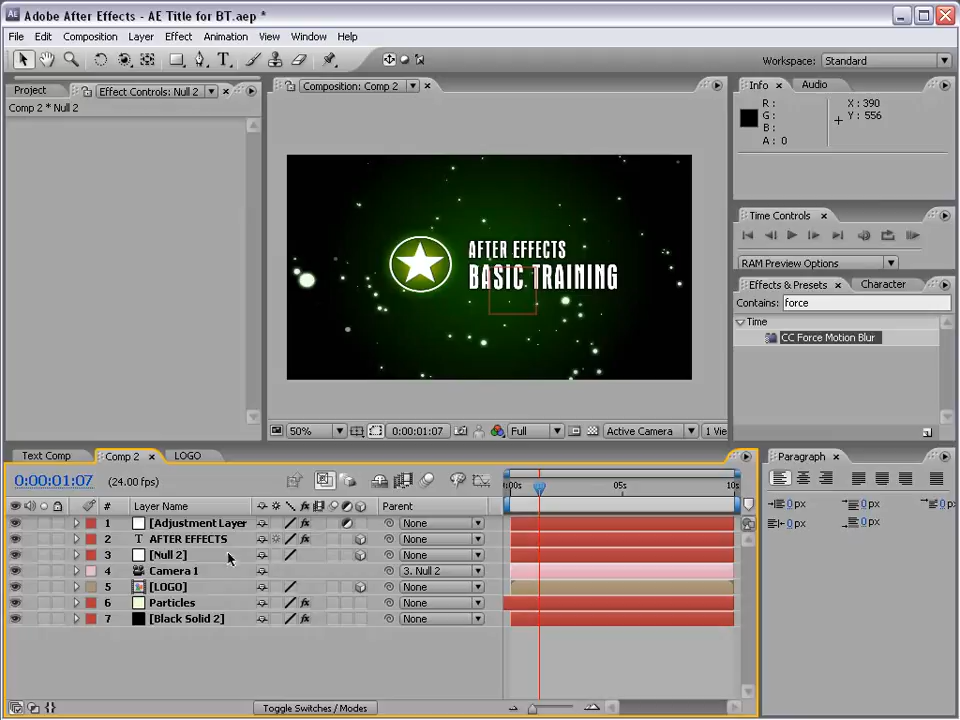 Adobe After Effects - AE Title for BT.aep *
File Edit Composition Layer Effect Animation View Window Help
Workspace: Standard
Project
Effect Controls: Null 2
Comp 2 * Null 2
Composition: Comp 2
AFTER EFFECTS
BASIC TRAINING
50%
0:00:01:07
Full
Active Camera
1 Vie
Info
Audio
R :
G :
B :
A : 0
X : 390
Y : 556
Time Controls
RAM Preview Options
Effects & Presets
Character
Contains: force
Time
CC Force Motion Blur
Paragraph
0 px
0 px
0 px
0 px
0 px
Text Comp
Comp 2
LOGO
0:00:01:07
(24.00 fps)
:00s
05s
10s
#
Layer Name
Parent
1 [Adjustment Layer None
2 T AFTER EFFECTS None
3 [Null 2] None
4 Camera 1 3. Null 2
5 [LOGO] None
6 Particles None
7 [Black Solid 2] None
Toggle Switches / Modes